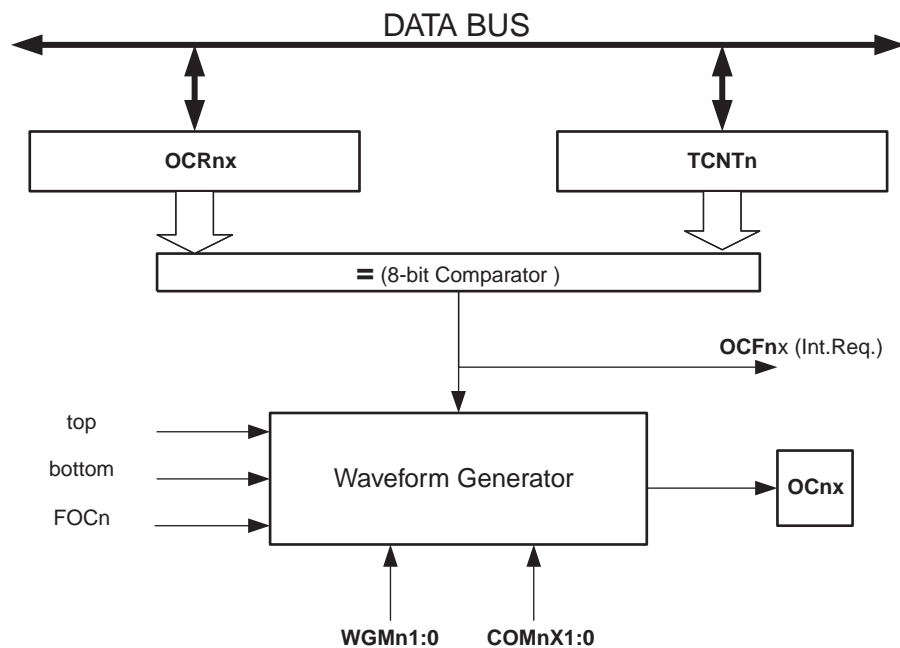 DATA BUS
OCRnx
TCNTn
= (8-bit Comparator )
OCFnx (Int.Req.)
top
bottom
FOCn
Waveform Generator
OCnx
WGMn1:0
COMnX1:0